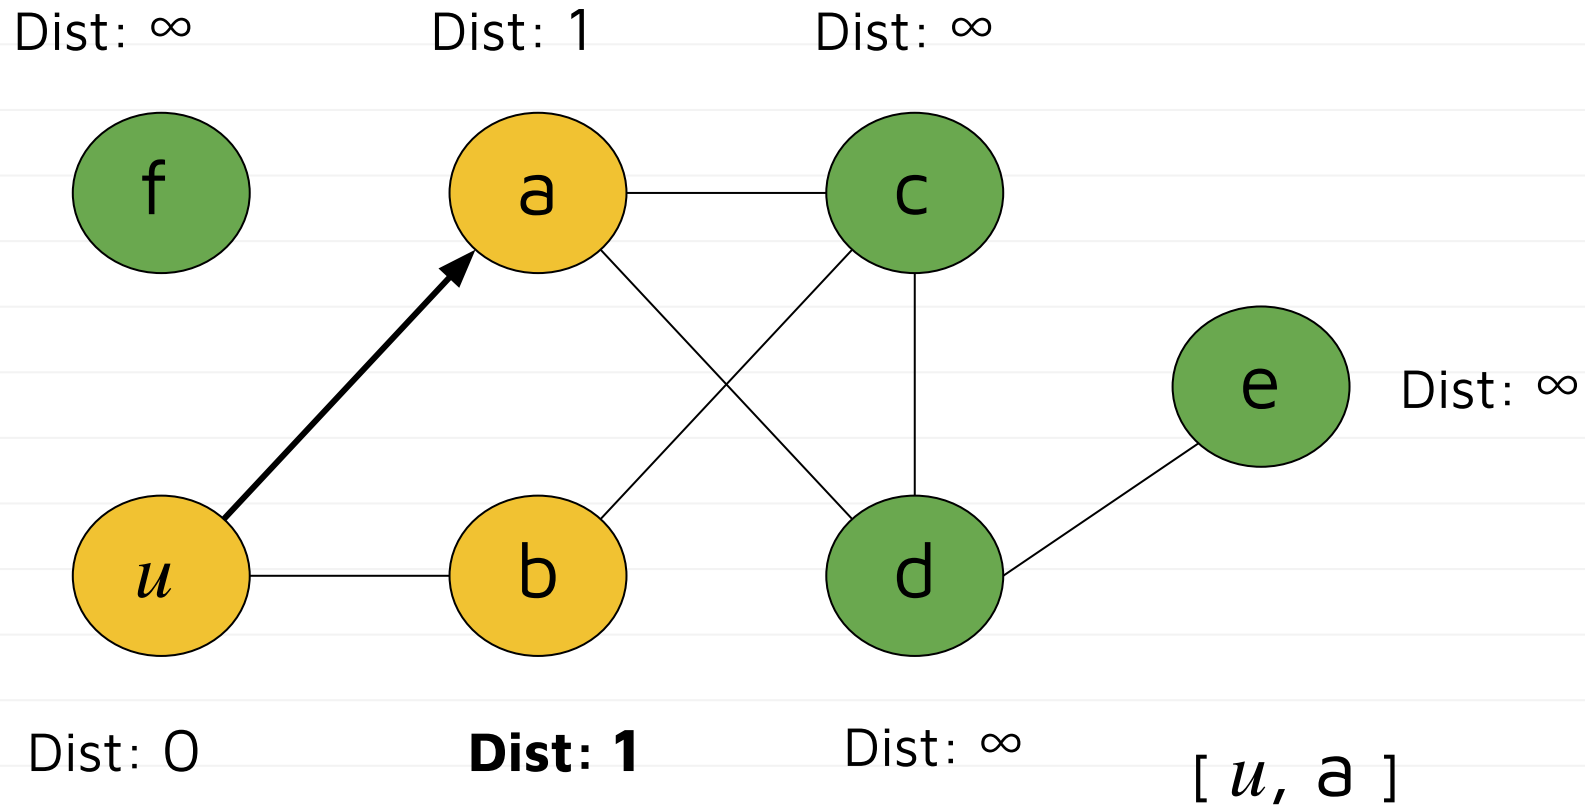 Dist: ∞ Dist: 1 Dist: ∞
f a c
e Dist: ∞
u b d
Dist: 0 Dist: 1 Dist: ∞ [ u, a ]